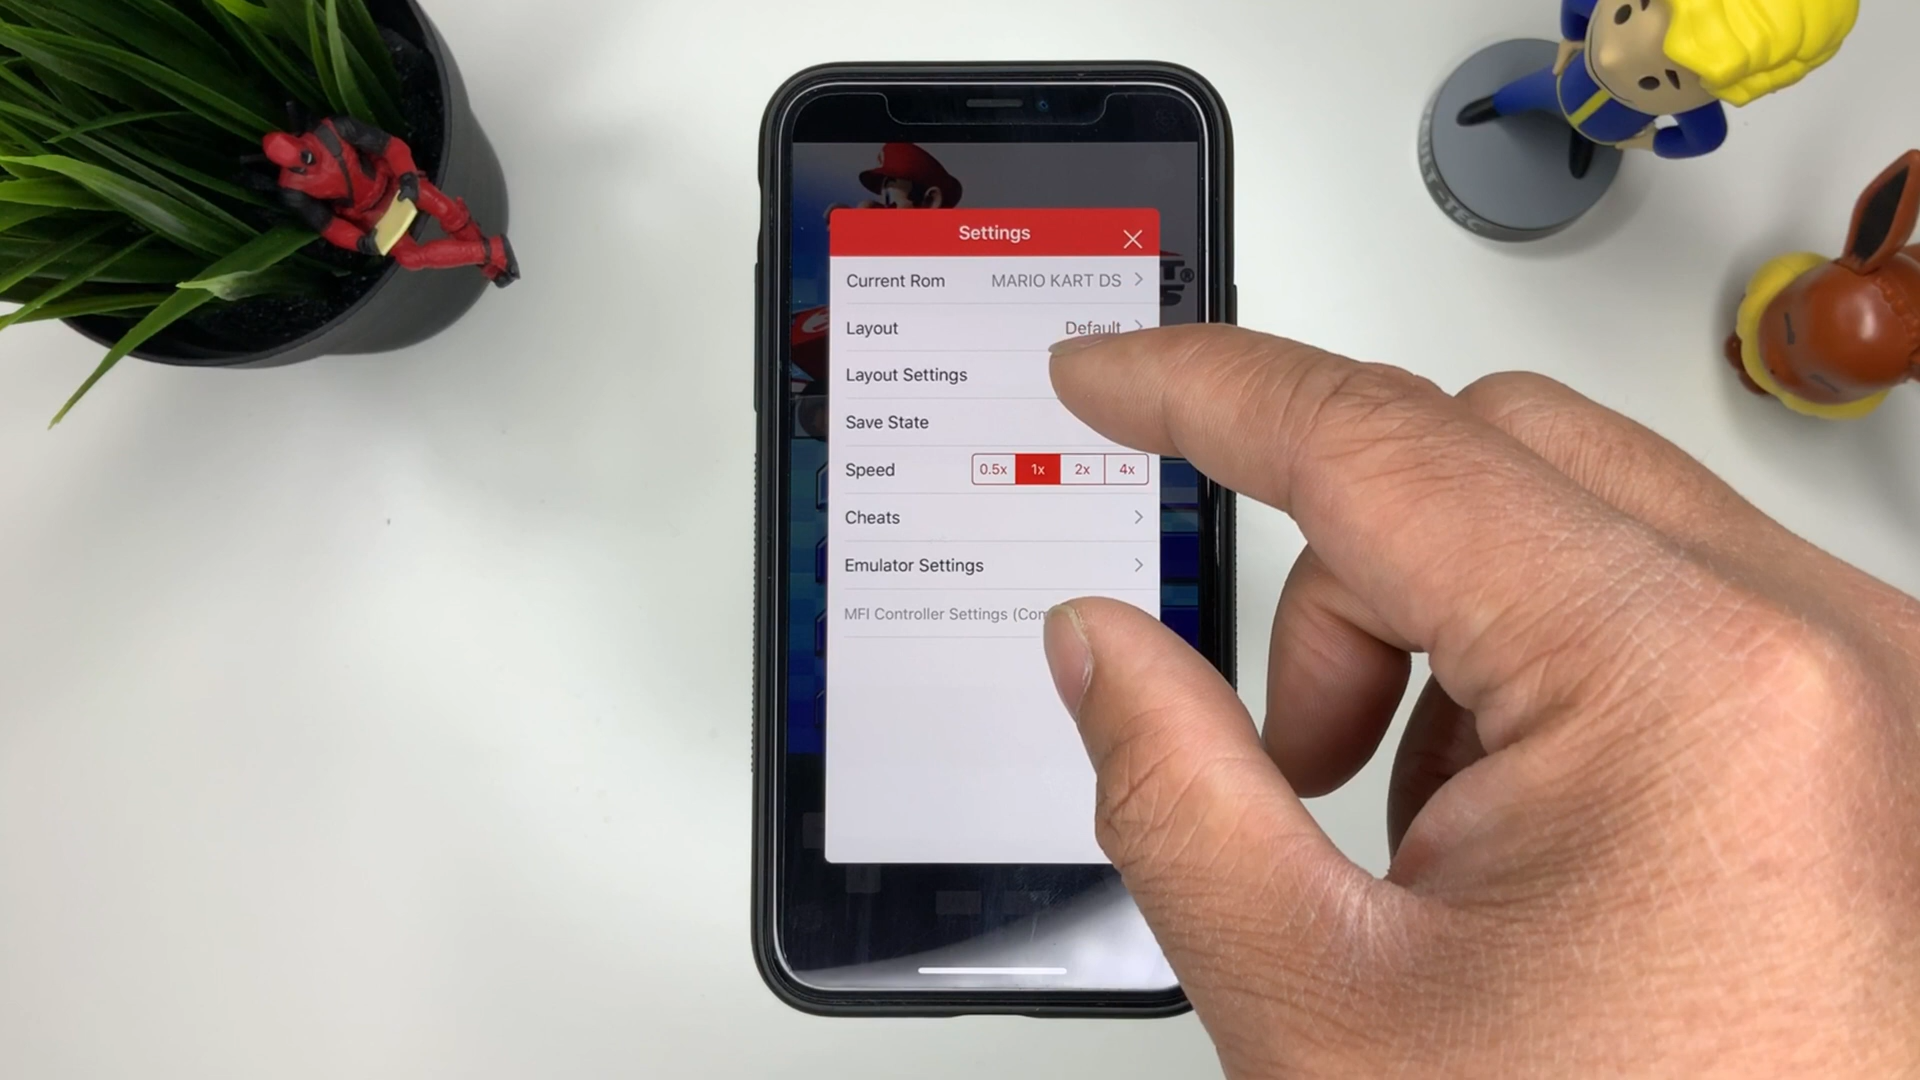 Settings
Current Rom MARIO KART DS
Layout Default
Layout Settings
Save State
Speed 0.5x 1x 2x 4x
Cheats
Emulator Settings
MFI Controller Settings